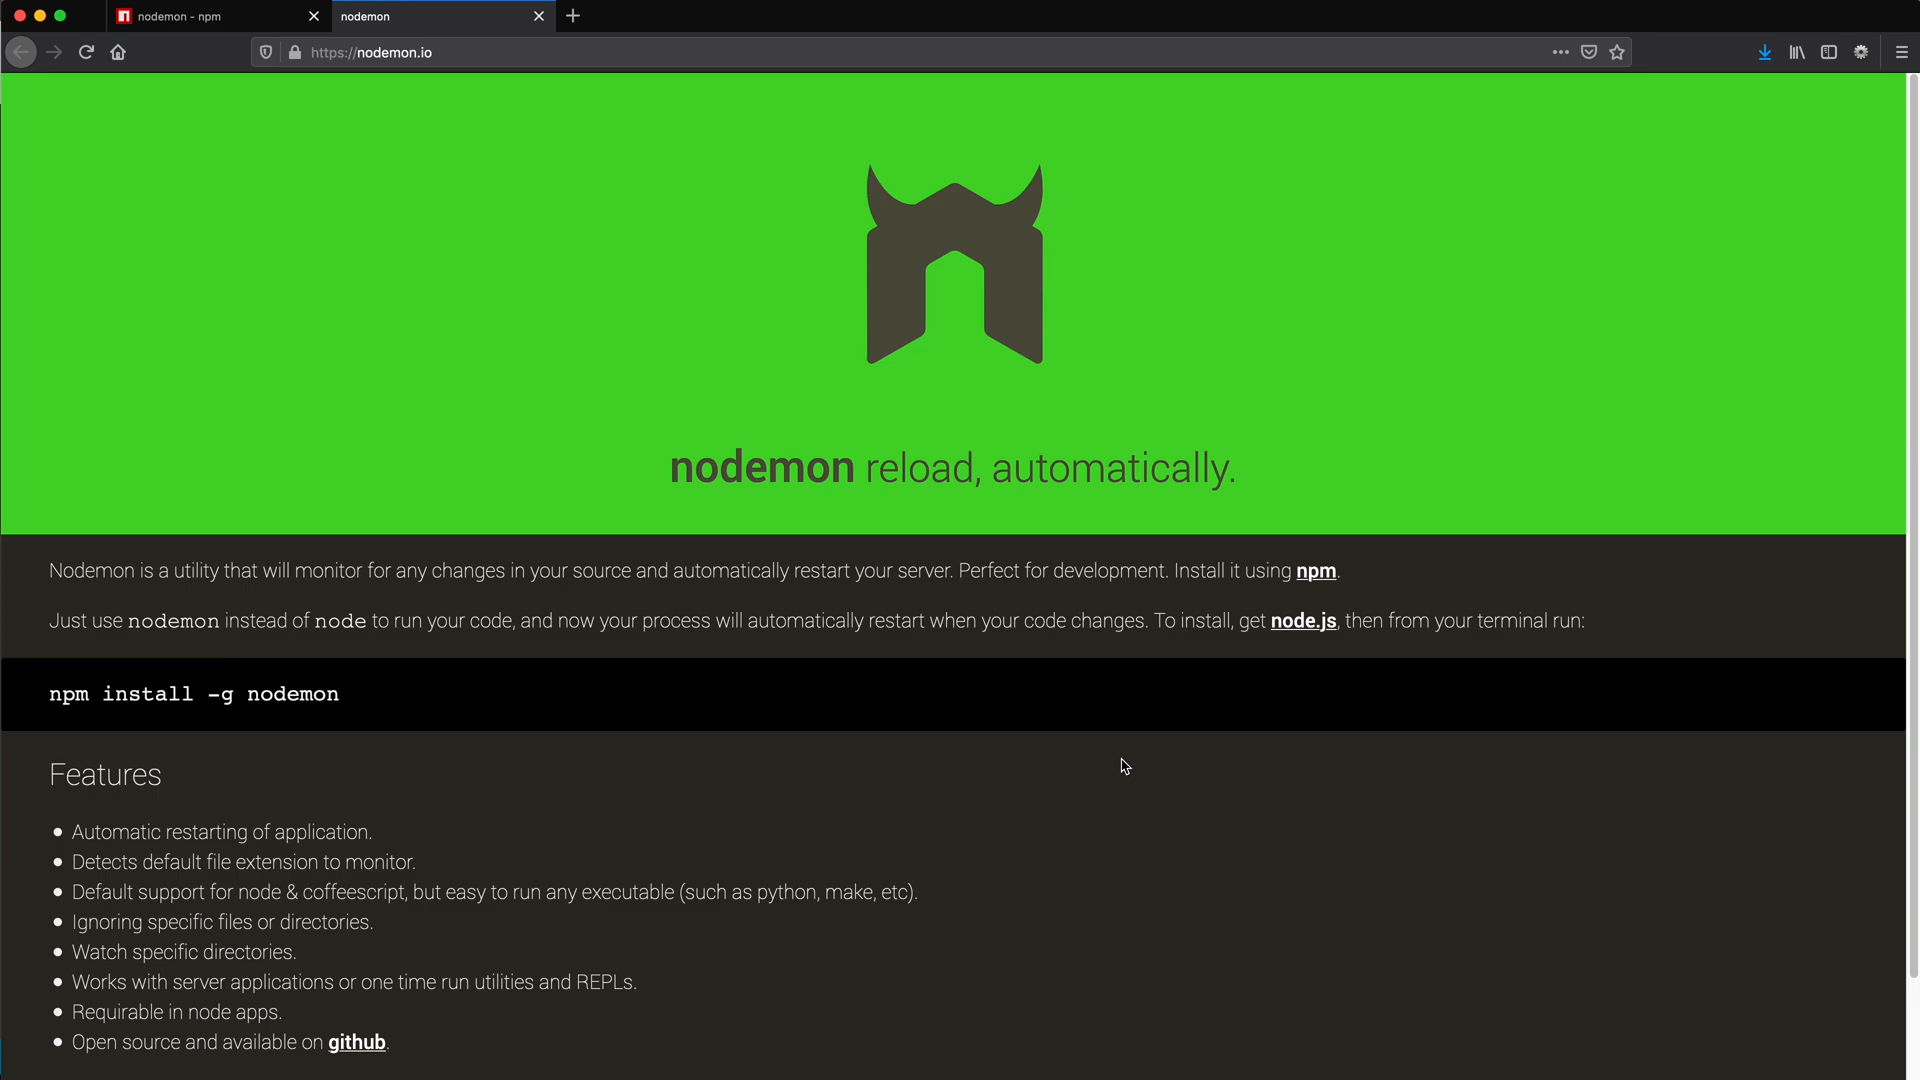 nodemon - npm
nodemon
https://nodemon.io
nodemon reload, automatically.
Nodemon is a utility that will monitor for any changes in your source and automatically restart your server. Perfect for development. Install it using npm.
Just use nodemon instead of node to run your code, and now your process will automatically restart when your code changes. To install, get node.js, then from your terminal run:
npm install -g nodemon
Features
Automatic restarting of application.
Detects default file extension to monitor.
Default support for node & coffeescript, but easy to run any executable (such as python, make, etc).
Ignoring specific files or directories.
Watch specific directories.
Works with server applications or one time run utilities and REPLs.
Requirable in node apps.
Open source and available on github.